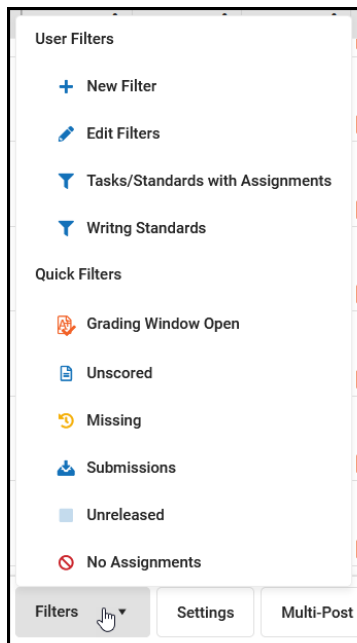 User Filters
New Filter
Edit Filters
Tasks/Standards with Assignments
Writng Standards
Quick Filters
Grading Window Open
Unscored
Missing
Submissions
Unreleased
No Assignments
Filters Settings Multi-Post